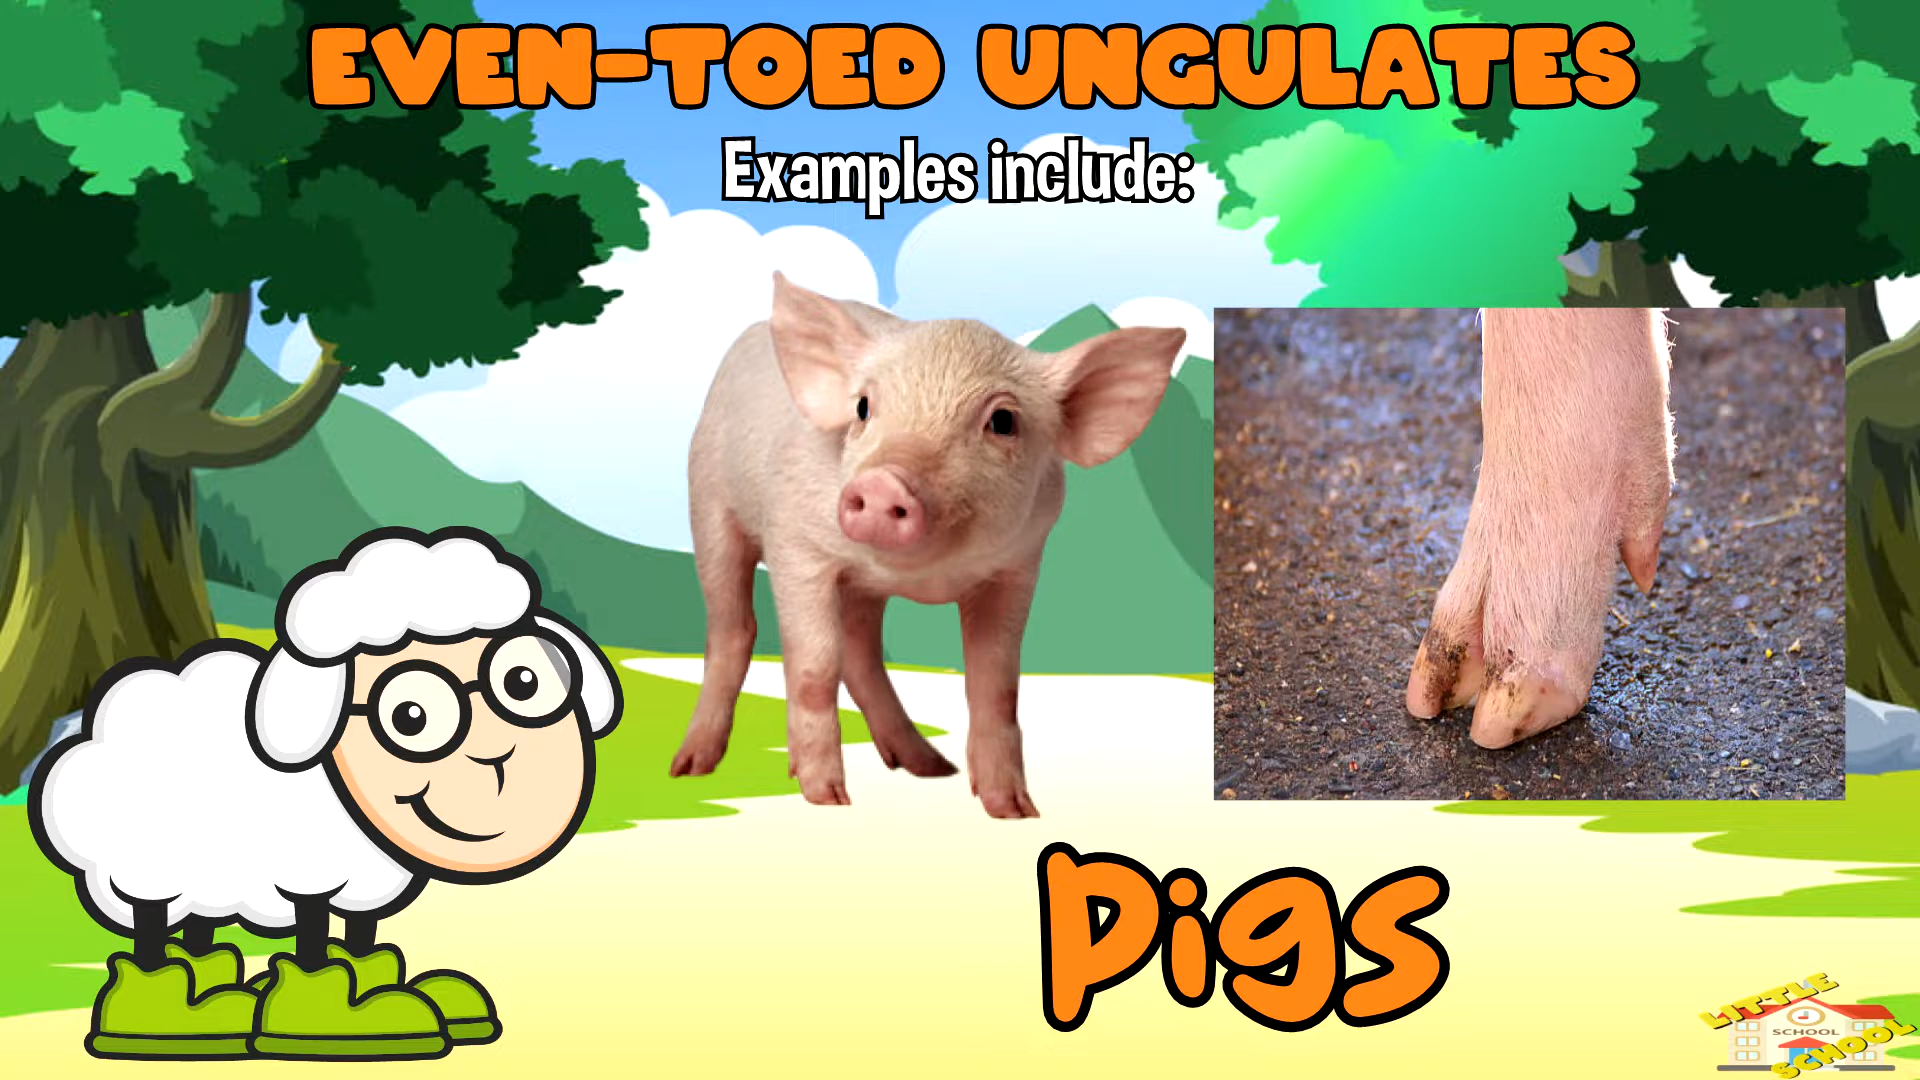 EVEN-TOED UNGULATES
Examples include:
Pigs
LITTLE
SCHOOL
SCHOOL